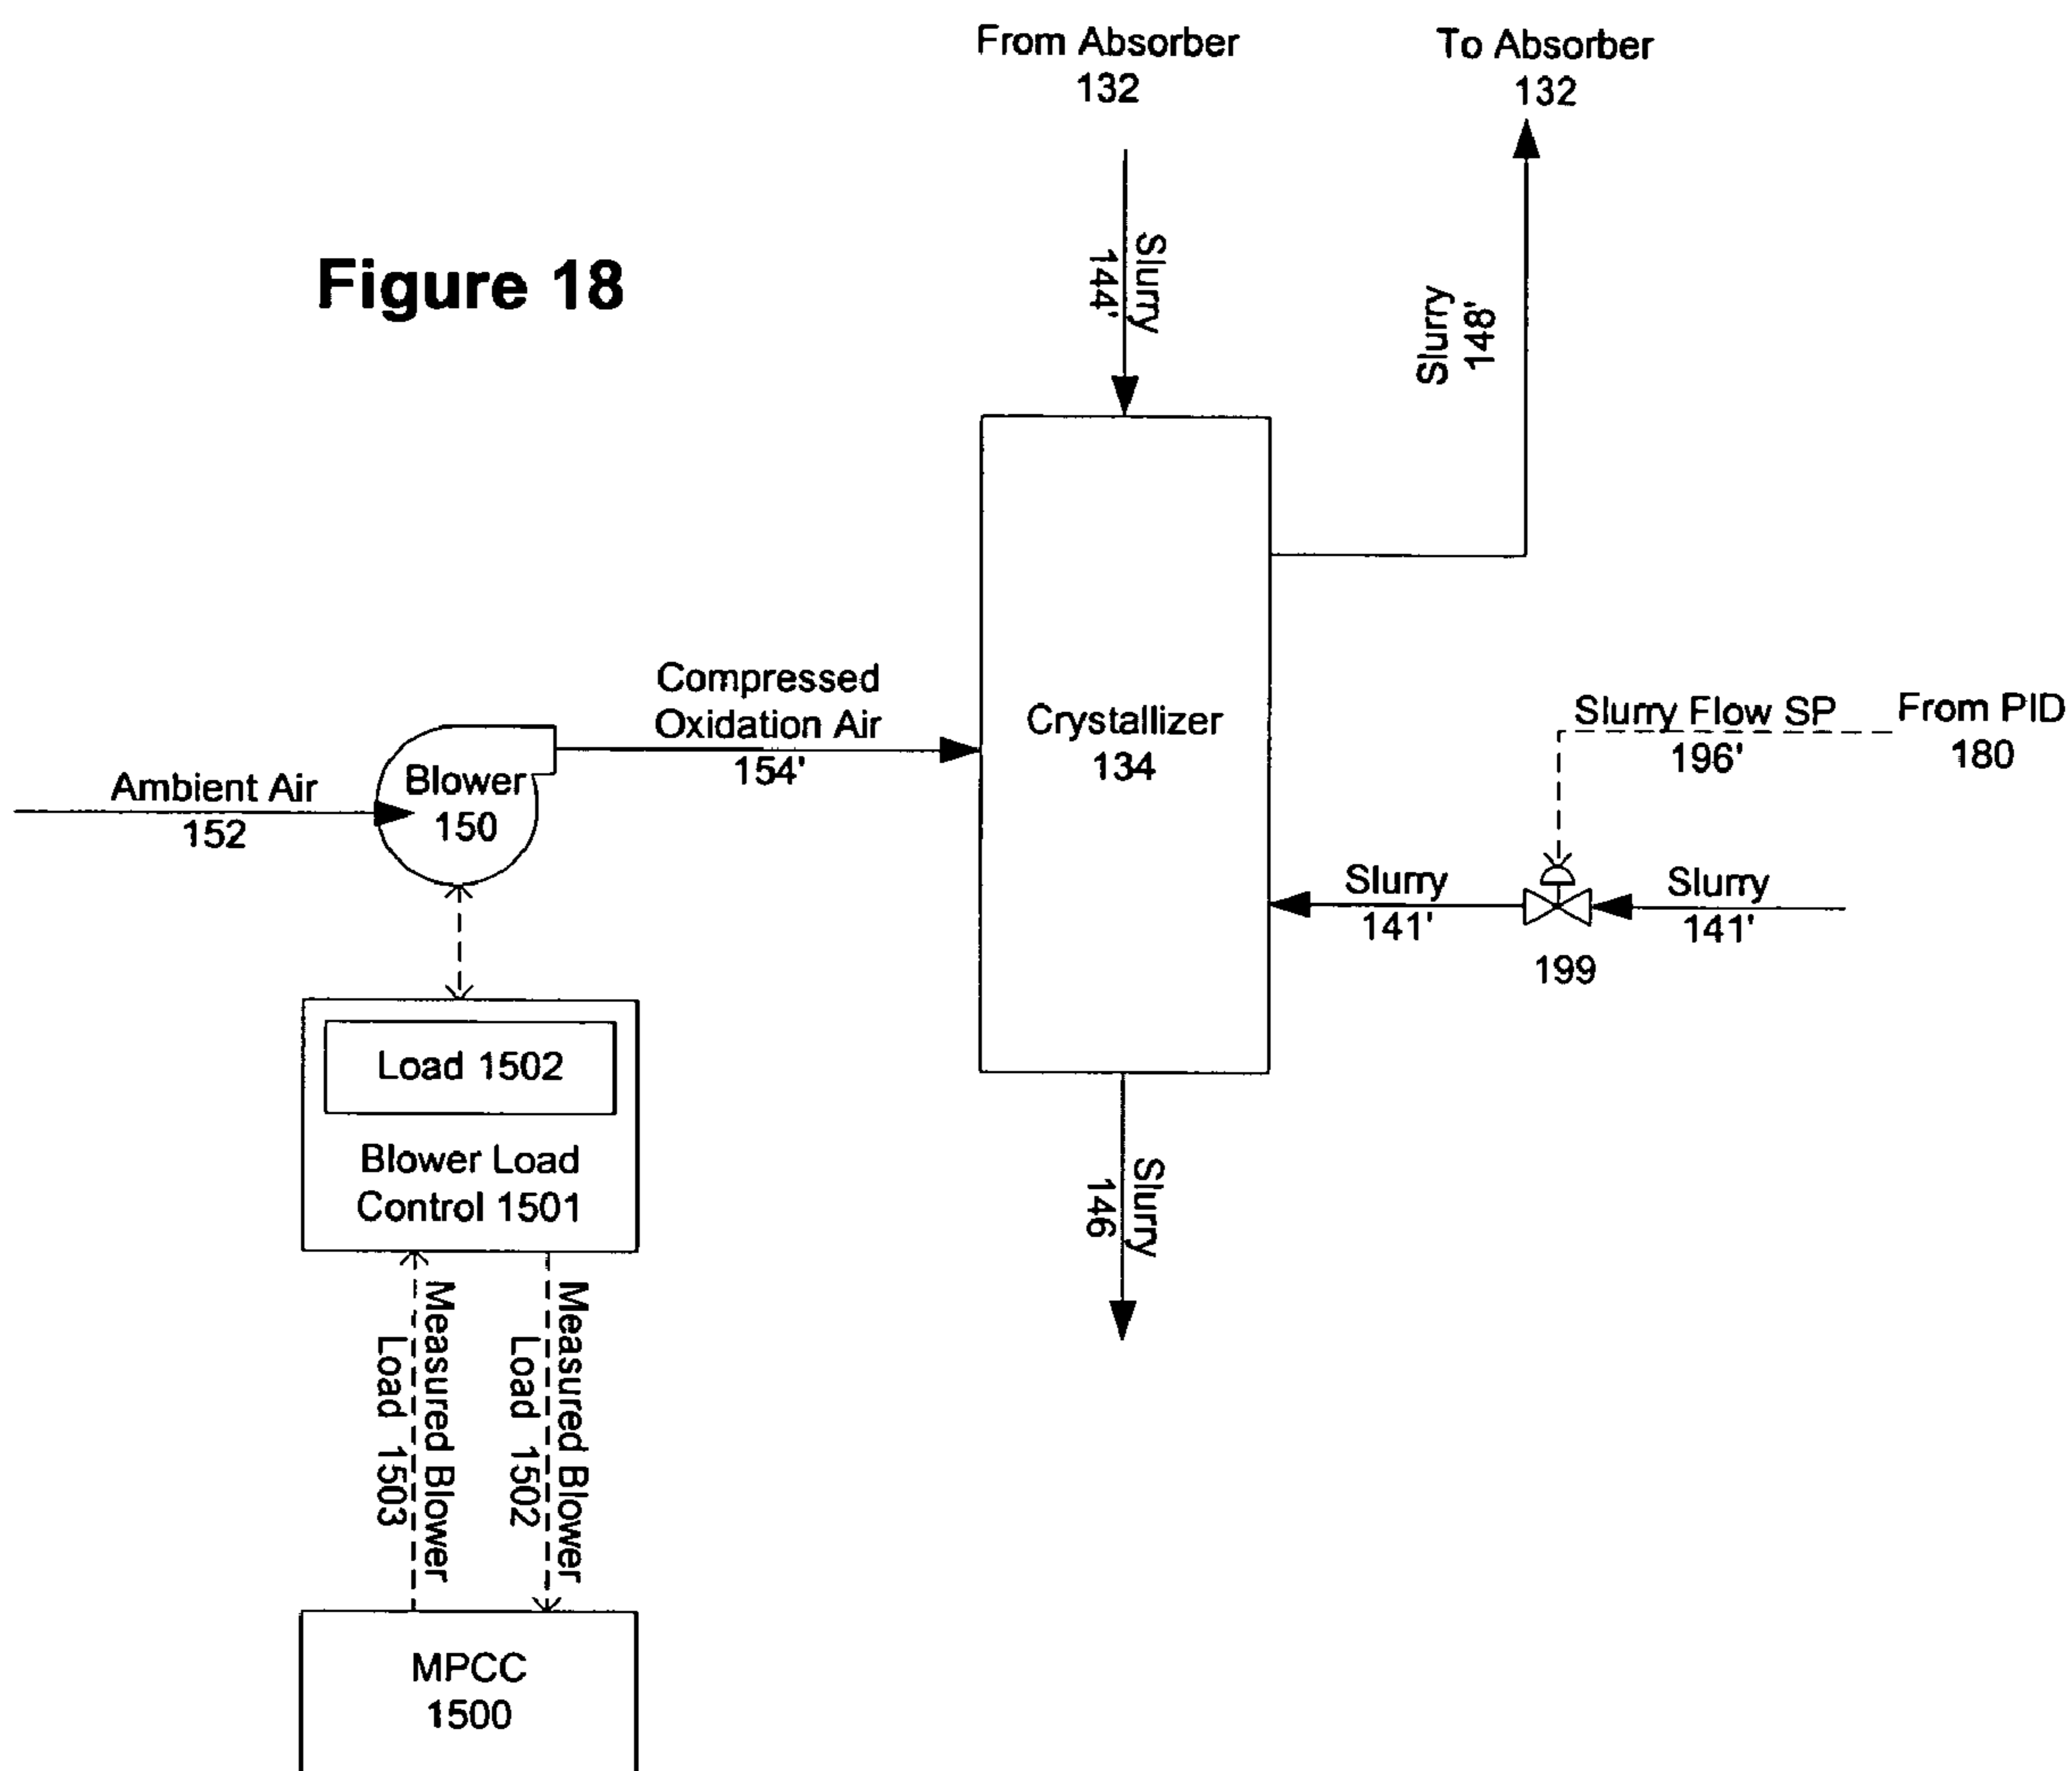 From Absorber
132
To Absorber
132
Figure 18
Slurry
144'
Slurry
148'
Compressed
Oxidation Air
154'
Ambient Air
152
Blower
150
Crystallizer
134
Slurry Flow SP
196'
From PID
180
Slurry
141'
Slurry
141'
199
Load 1502
Blower Load
Control 1501
Slurry
146
Measured Blower
Load 1503
Measured Blower
Load 1502
MPCC
1500